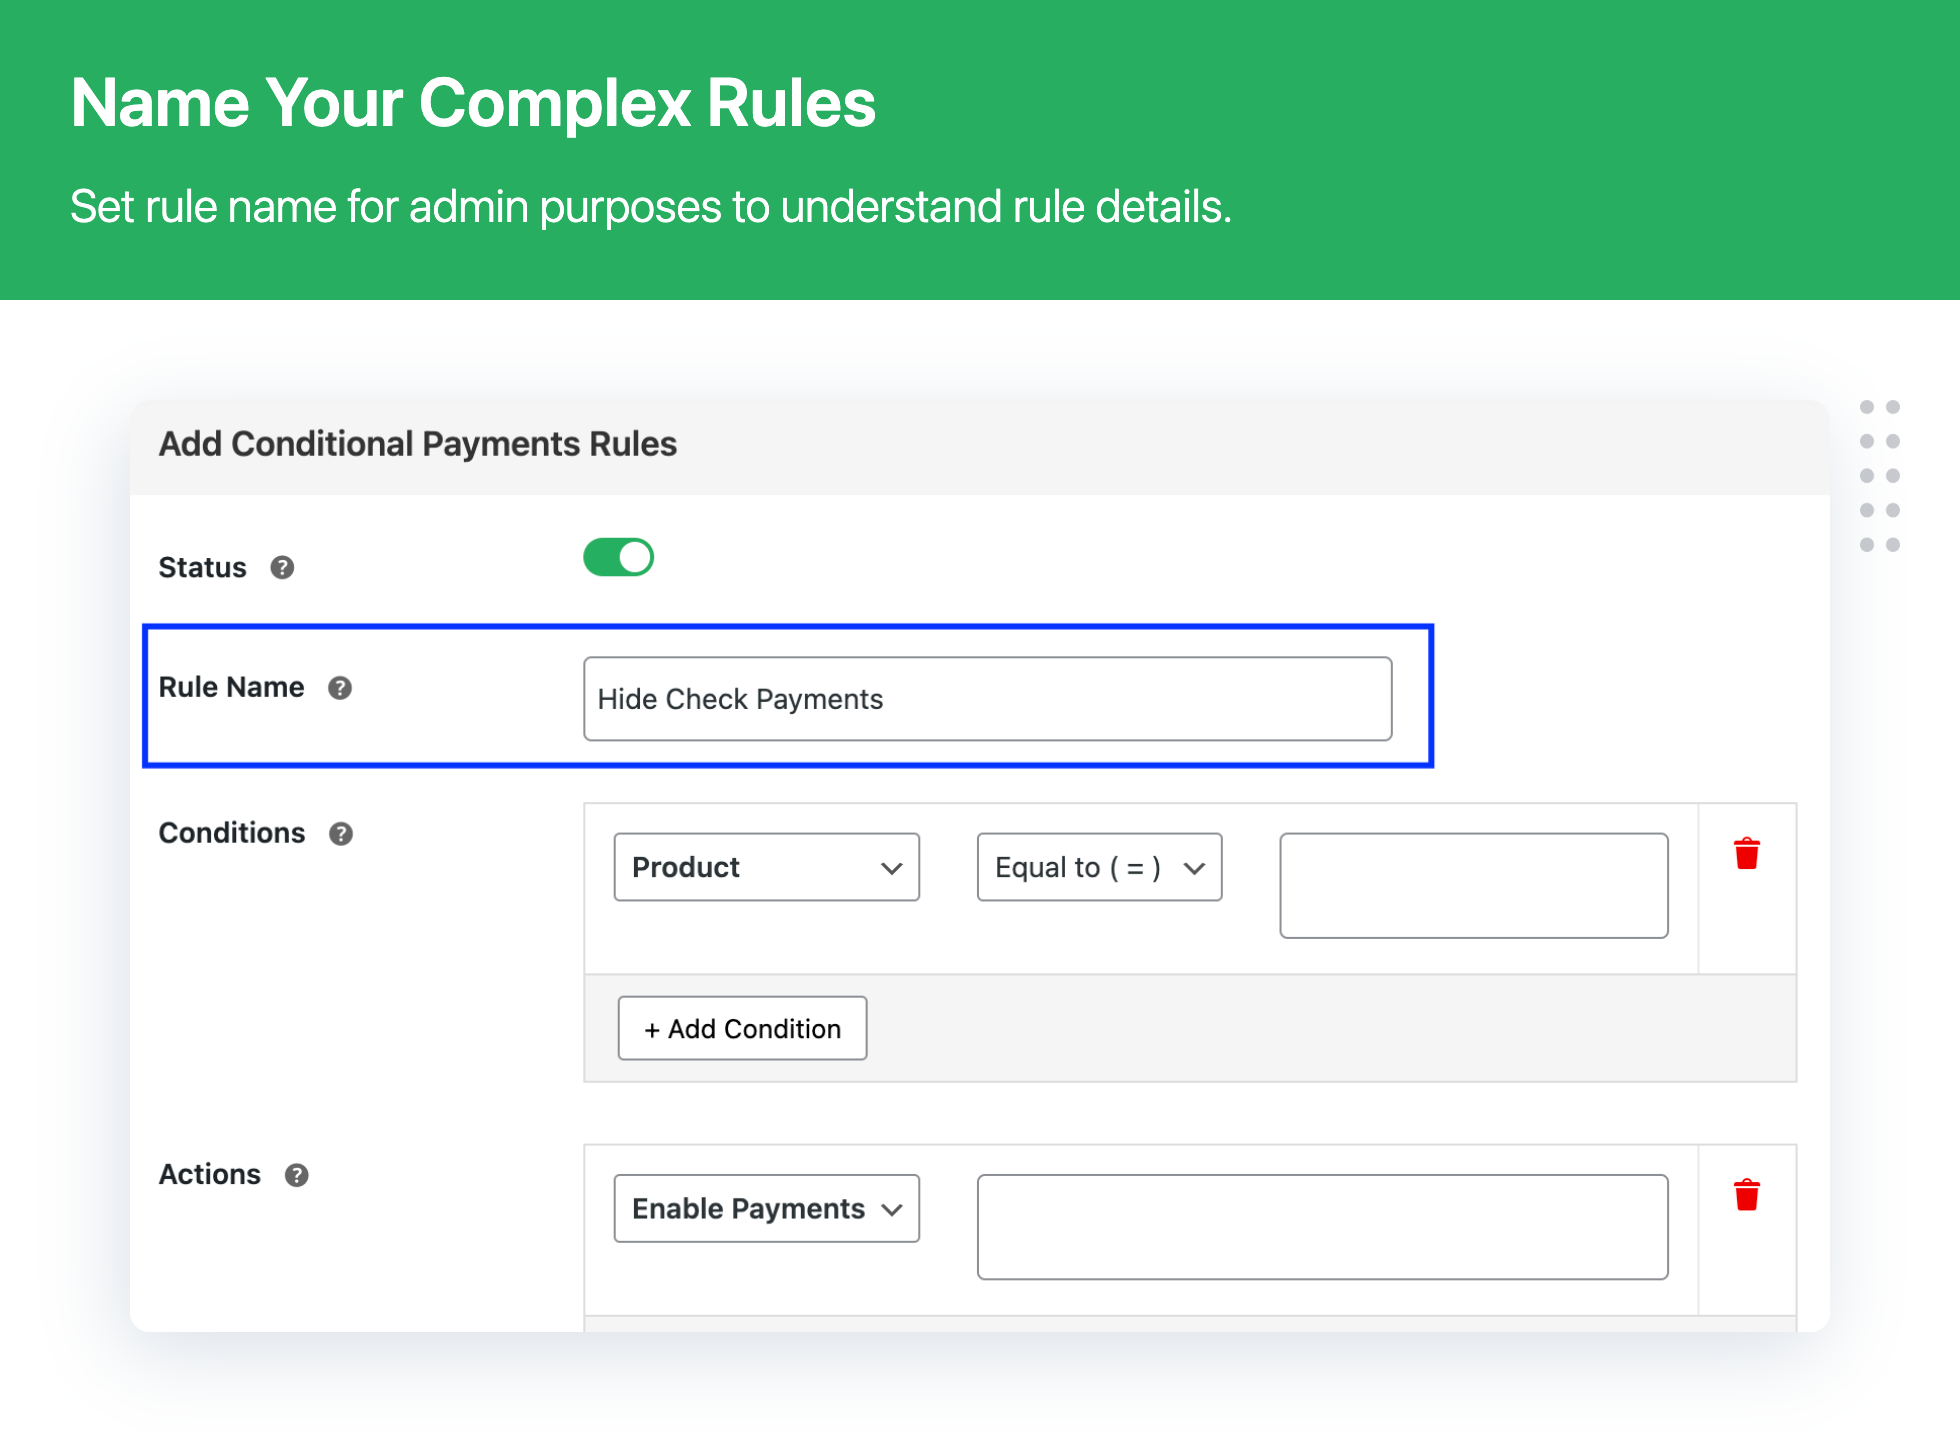 Name Your Complex Rules
Set rule name for admin purposes to understand rule details.
Add Conditional Payments Rules
Status ?
Rule Name ?
Hide Check Payments
Conditions ?
Product
Equal to ( = )
+ Add Condition
Actions ?
Enable Payments